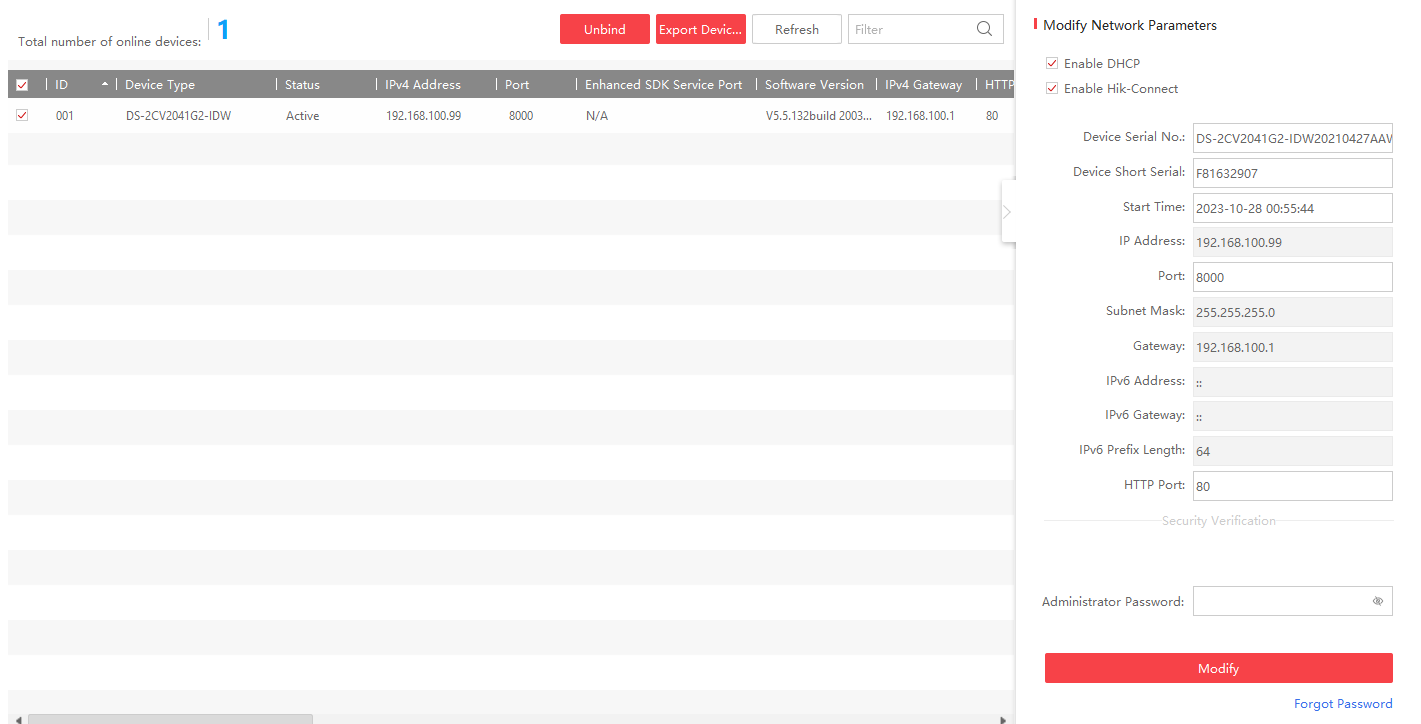 Total number of online devices: 1
Unbind
Export Devic...
Refresh
Filter
ID Device Type Status IPv4 Address Port Enhanced SDK Service Port Software Version IPv4 Gateway HTTP
001 DS-2CV2041G2-IDW Active 192.168.100.99 8000 N/A V5.5.132build 2003... 192.168.100.1 80
Modify Network Parameters
Enable DHCP
Enable Hik-Connect
Device Serial No.: DS-2CV2041G2-IDW20210427AAW
Device Short Serial: F81632907
Start Time: 2023-10-28 00:55:44
IP Address: 192.168.100.99
Port: 8000
Subnet Mask: 255.255.255.0
Gateway: 192.168.100.1
IPv6 Address: ::
IPv6 Gateway: ::
IPv6 Prefix Length: 64
HTTP Port: 80
Security Verification
Administrator Password:
Modify
Forgot Password